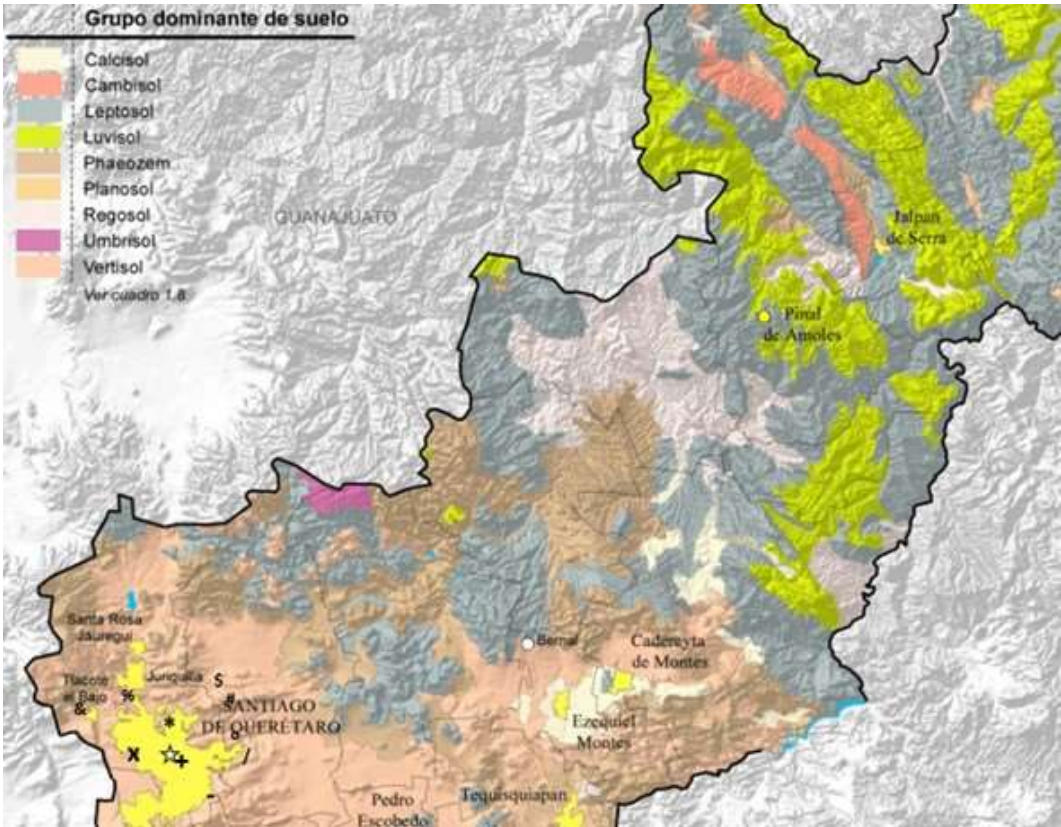 Grupo dominante de suelo
Calcisol
Cambisol
Leptosol
Luvisol
Phaeozem
Planosol
Regosol
Umbrisol
Vertisol
Ver cuadro 1.8
GUANAJUATO
Jalpan
de Serra
Pinal
de Amoles
Santa Rosa
Jáuregui
Juriquilla
Tlacote
el Bajo
$
%
#
&
SANTIAGO
DE QUERÉTARO
*
X
+
/
-
Bernal
Cadereyta
de Montes
Ezequiel
Montes
Pedro
Escobedo
Tequisquiapan